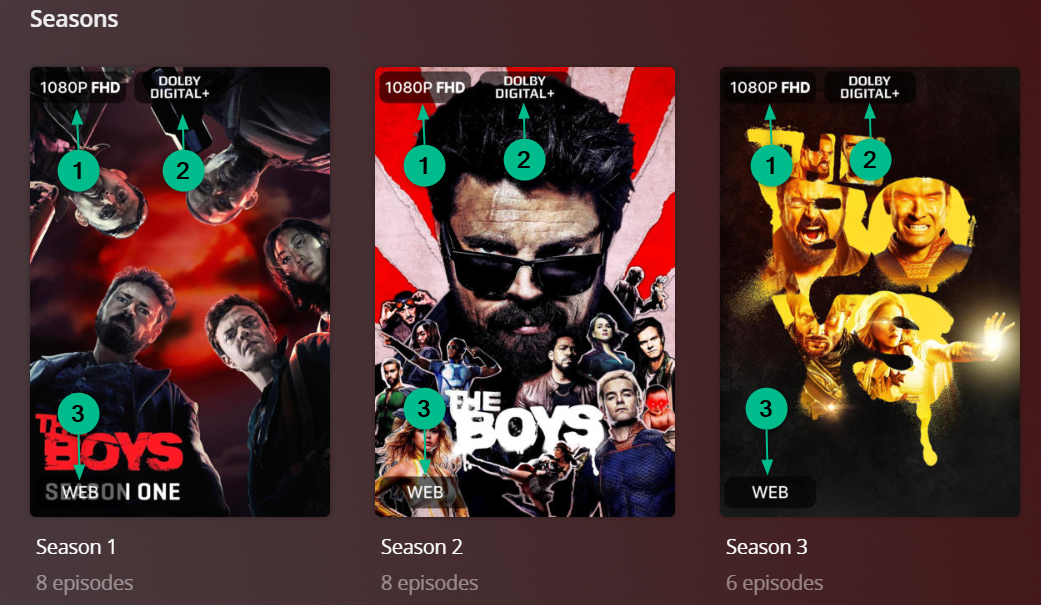 Seasons
1080P FHD
DOLBY
DIGITAL+
1
2
3
THE
BOYS
SEASON ONE
WEB
Season 1
8 episodes
1080P FHD
DOLBY
DIGITAL+
1
2
3
THE
BOYS
WEB
Season 2
8 episodes
1080P FHD
DOLBY
DIGITAL+
1
2
THE
BOYS
3
WEB
Season 3
6 episodes